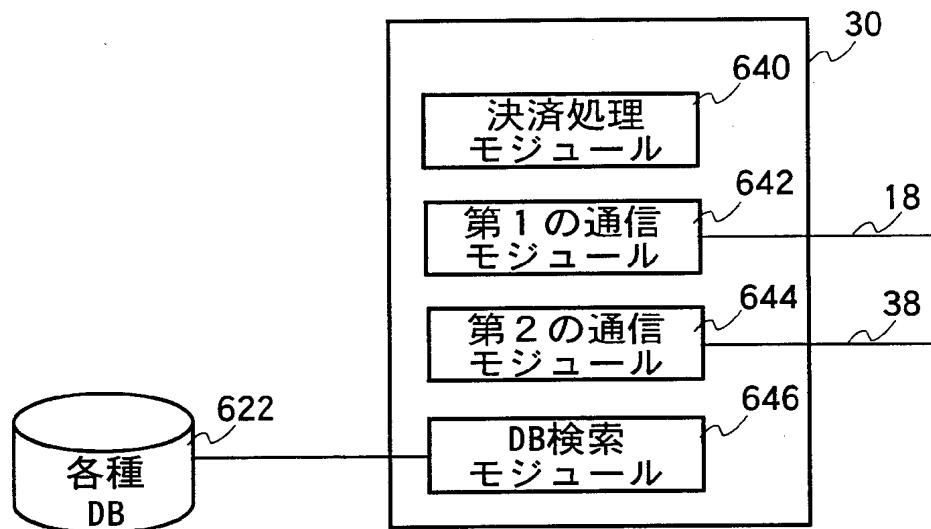 30
640
決済処理
モジュール
642
第1の通信
モジュール
18
644
第2の通信
モジュール
38
646
DB検索
モジュール
622
各種
DB